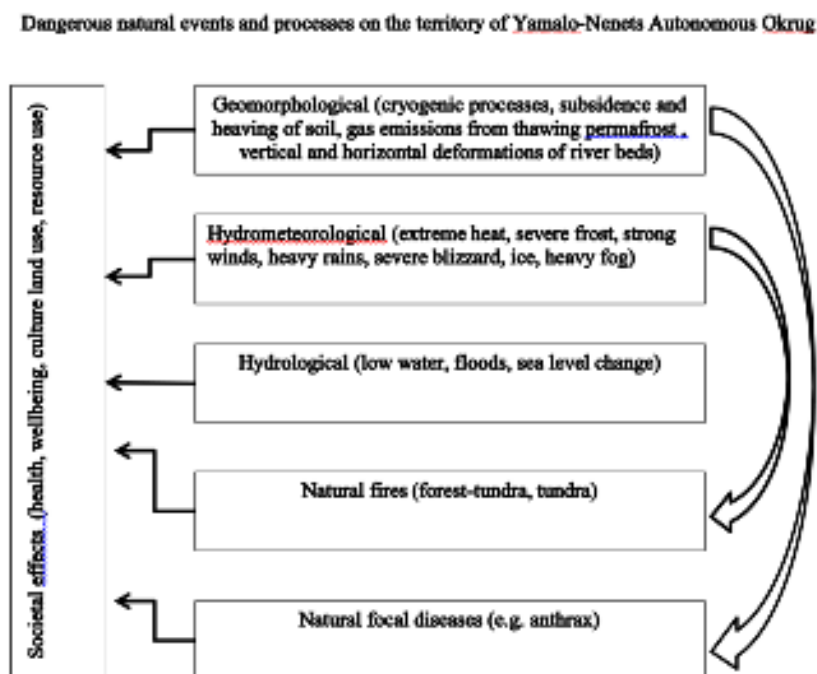 Dangerous natural events and processes on the territory of Yamalo-Nenets Autonomous Okrug
Societal effects (health, wellbeing, culture land use, resource use)
Geomorphological (cryogenic processes, subsidence and
heaving of soil, gas emissions from thawing permafrost ,
vertical and horizontal deformations of river beds)
Hydrometeorological (extreme heat, severe frost, strong
winds, heavy rains, severe blizzard, ice, heavy fog)
Hydrological (low water, floods, sea level change)
Natural fires (forest-tundra, tundra)
Natural focal diseases (e.g. anthrax)